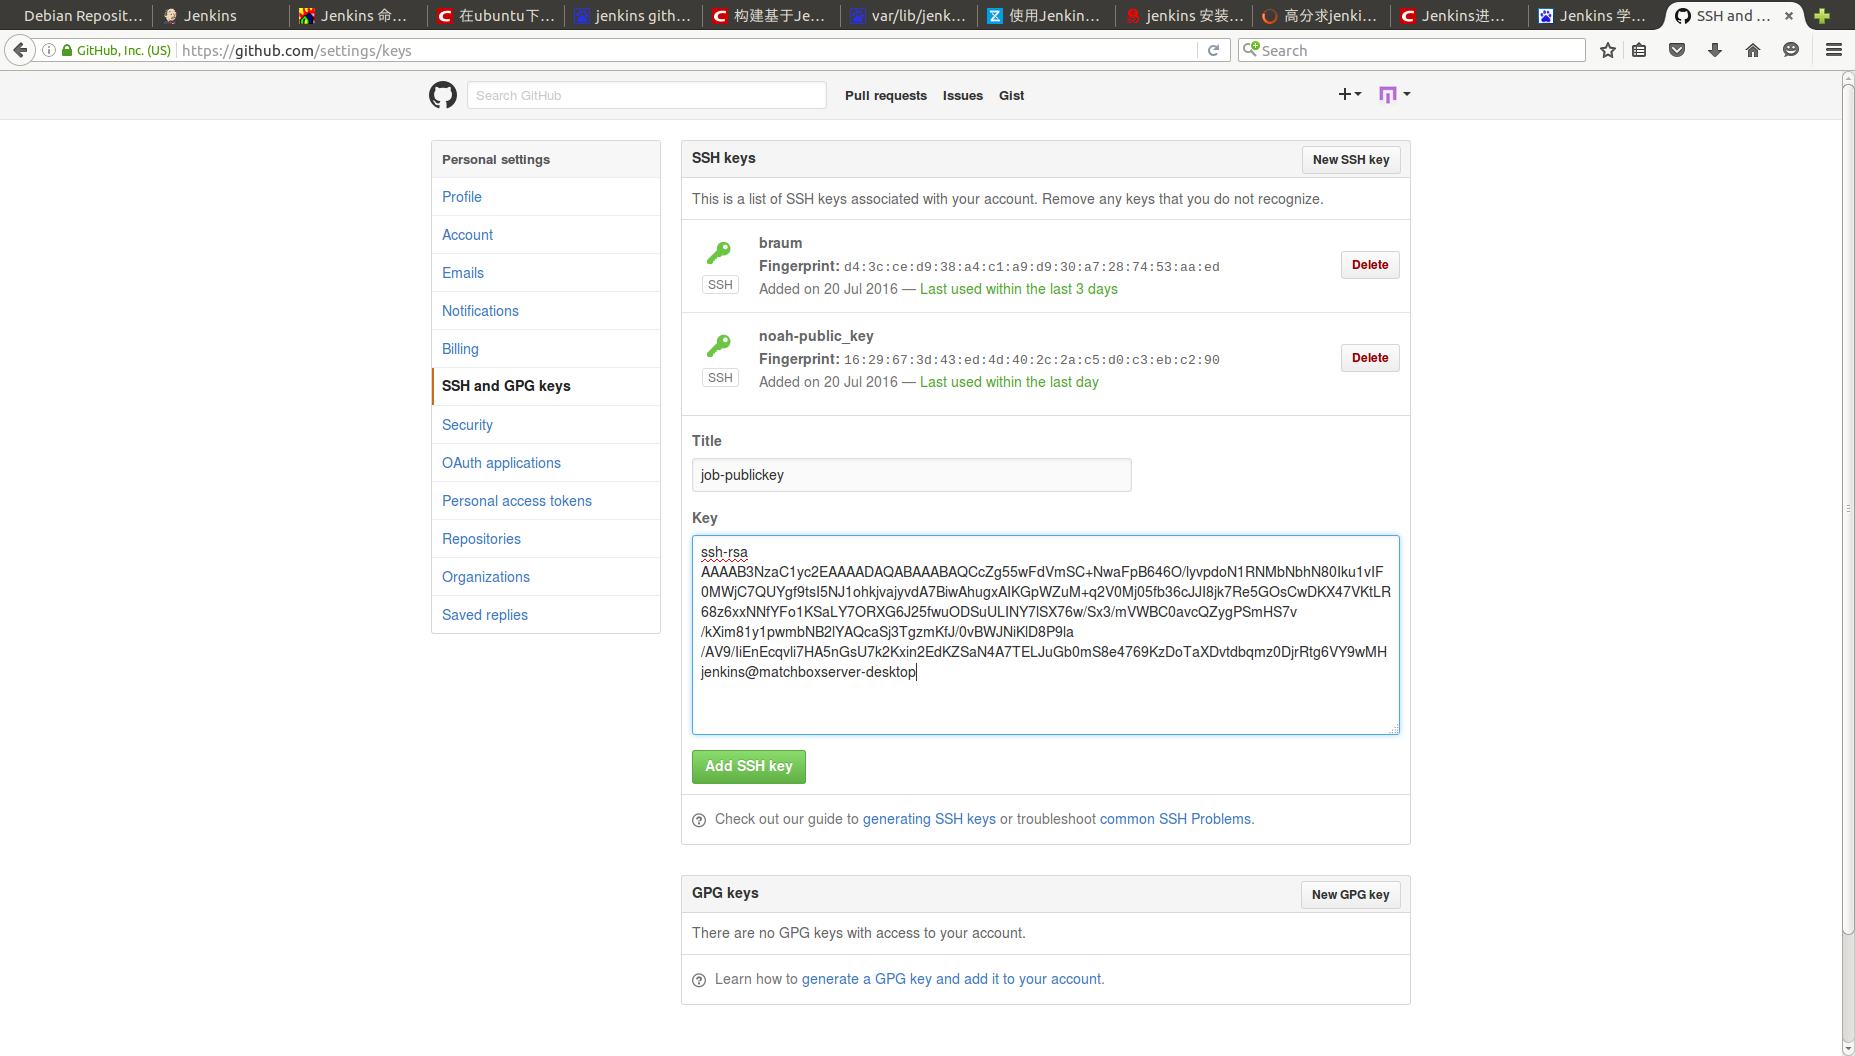 Debian Reposit...
Jenkins
Jenkins 命...
在ubuntu下...
jenkins gith...
构建基于Je...
var/lib/jenk...
使用Jenkin...
jenkins 安装...
高分求jenki...
Jenkins进...
Jenkins 学...
SSH and ...
GitHub, Inc. (US)
https://github.com/settings/keys
Search
Search GitHub
Pull requests
Issues
Gist
Personal settings
Profile
Account
Emails
Notifications
Billing
SSH and GPG keys
Security
OAuth applications
Personal access tokens
Repositories
Organizations
Saved replies
SSH keys
New SSH key
This is a list of SSH keys associated with your account. Remove any keys that you do not recognize.
braum
Fingerprint: d4:3c:ce:d9:38:a4:c1:a9:d9:30:a7:28:74:53:aa:ed
SSH
Added on 20 Jul 2016 — Last used within the last 3 days
Delete
noah-public_key
Fingerprint: 16:29:67:3d:43:ed:4d:40:2c:2a:c5:d0:c3:eb:c2:90
SSH
Added on 20 Jul 2016 — Last used within the last day
Delete
Title
job-publickey
Key
ssh-rsa
AAAAB3NzaC1yc2EAAAADAQABAAABAQCcZg55wFdVmSC+NwaFpB646O/lyvpdoN1RNMbNbhN80Iku1vIF
0MWjC7QUYgf9tsI5NJ1ohkjvajyvdA7BiwAhugxAIKGpWZuM+q2V0Mj05fb36cJJI8jk7Re5GOsCwDKX47VKtLR
68z6xxNNfYFo1KSaLY7ORXG6J25fwuODSuULINY7lSX76w/Sx3/mVWBC0avcQZygPSmHS7v
/kXim81y1pwmbNB2lYAQcaSj3TgzmKfJ/0vBWJNiKlD8P9la
/AV9/IiEnEcqvli7HA5nGsU7k2Kxin2EdKZSaN4A7TELJuGb0mS8e4769KzDoTaXDvtdbqmz0DjrRtg6VY9wMH
jenkins@matchboxserver-desktop
Add SSH key
Check out our guide to generating SSH keys or troubleshoot common SSH Problems.
GPG keys
New GPG key
There are no GPG keys with access to your account.
Learn how to generate a GPG key and add it to your account.